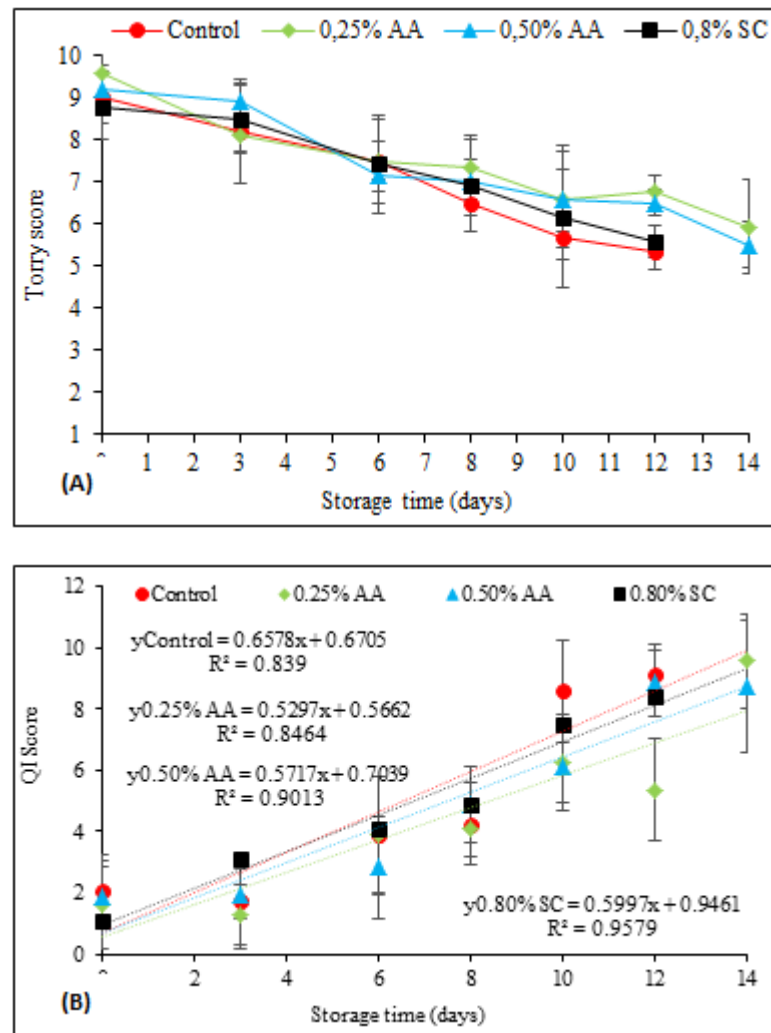 Control 0,25% AA 0,50% AA 0,8% SC
10
9
8
7
6
5
4
3
2
1
Torry score
1 2 3 4 5 6 7 8 9 10 11 12 13 14
(A)
Storage time (days)
Control 0.25% AA 0.50% AA 0.80% SC
12
10
8
6
4
2
0
QI Score
yControl = 0.6578x + 0.6705
R² = 0.839
y0.25% AA = 0.5297x + 0.5662
R² = 0.8464
y0.50% AA = 0.5717x + 0.7039
R² = 0.9013
y0.80% SC = 0.5997x + 0.9461
R² = 0.9579
2 4 6 8 10 12 14
(B)
Storage time (days)